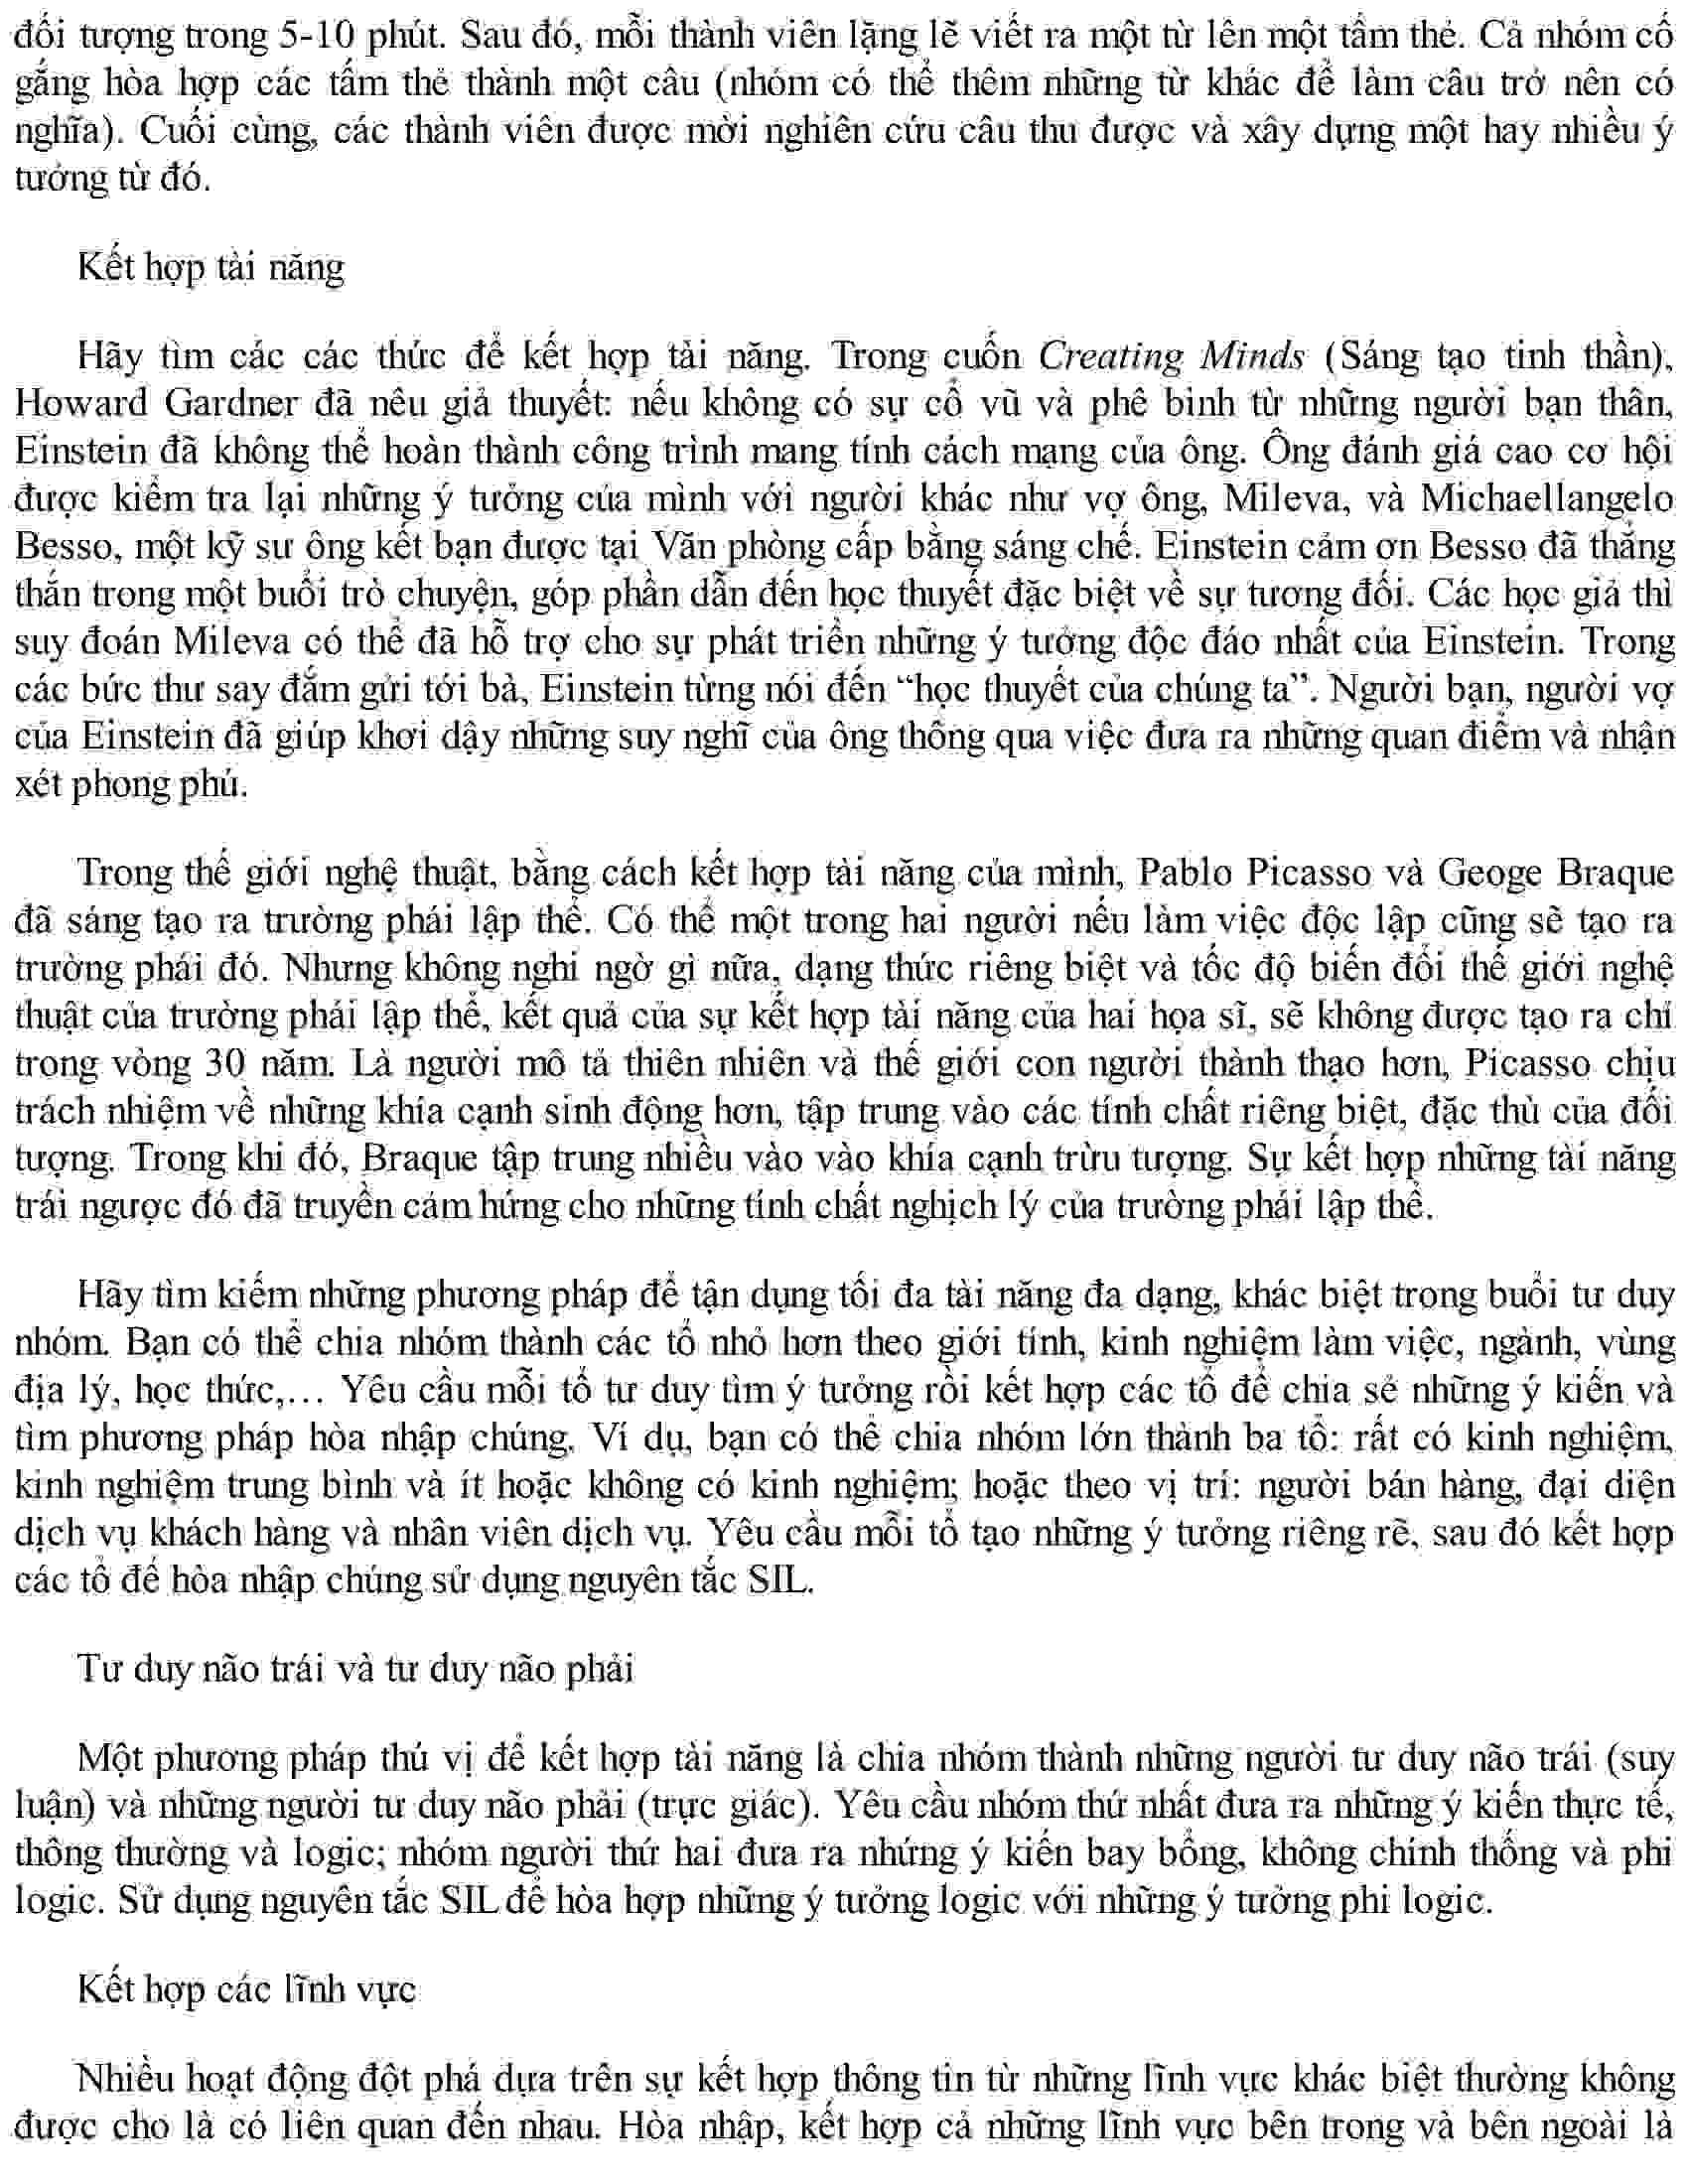 đối tượng trong 5-10 phút. Sau đó, mỗi thành viên lặng lẽ viết ra một từ lên một tấm thẻ. Cả nhóm cố
gắng hòa hợp các tấm thẻ thành một câu (nhóm có thể thêm những từ khác để làm câu trở nên có
nghĩa). Cuối cùng, các thành viên được mời nghiên cứu câu thu được và xây dựng một hay nhiều ý
tưởng từ đó.
Kết hợp tài năng
Hãy tìm các các thức để kết hợp tài năng. Trong cuốn Creating Minds (Sáng tạo tinh thần),
Howard Gardner đã nêu giả thuyết: nếu không có sự cổ vũ và phê bình từ những người bạn thân,
Einstein đã không thể hoàn thành công trình mang tính cách mạng của ông. Ông đánh giá cao cơ hội
được kiểm tra lại những ý tưởng của mình với người khác như vợ ông, Mileva, và Michaellangelo
Besso, một kỹ sư ông kết bạn được tại Văn phòng cấp bằng sáng chế. Einstein cảm ơn Besso đã thẳng
thắn trong một buổi trò chuyện, góp phần dẫn đến học thuyết đặc biệt về sự tương đối. Các học giả thì
suy đoán Mileva có thể đã hỗ trợ cho sự phát triển những ý tưởng độc đáo nhất của Einstein. Trong
các bức thư say đắm gửi tới bà, Einstein từng nói đến “học thuyết của chúng ta”. Người bạn, người vợ
của Einstein đã giúp khơi dậy những suy nghĩ của ông thông qua việc đưa ra những quan điểm và nhận
xét phong phú.
Trong thế giới nghệ thuật, bằng cách kết hợp tài năng của mình, Pablo Picasso và Geoge Braque
đã sáng tạo ra trường phái lập thể. Có thể một trong hai người nếu làm việc độc lập cũng sẽ tạo ra
trường phái đó. Nhưng không nghi ngờ gì nữa, dạng thức riêng biệt và tốc độ biến đổi thế giới nghệ
thuật của trường phái lập thể, kết quả của sự kết hợp tài năng của hai họa sĩ, sẽ không được tạo ra chỉ
trong vòng 30 năm. Là người mô tả thiên nhiên và thế giới con người thành thạo hơn, Picasso chịu
trách nhiệm về những khía cạnh sinh động hơn, tập trung vào các tính chất riêng biệt, đặc thù của đối
tượng. Trong khi đó, Braque tập trung nhiều vào vào khía cạnh trừu tượng. Sự kết hợp những tài năng
trái ngược đó đã truyền cảm hứng cho những tính chất nghịch lý của trường phái lập thể.
Hãy tìm kiếm những phương pháp để tận dụng tối đa tài năng đa dạng, khác biệt trong buổi tư duy
nhóm. Bạn có thể chia nhóm thành các tổ nhỏ hơn theo giới tính, kinh nghiệm làm việc, ngành, vùng
địa lý, học thức,… Yêu cầu mỗi tổ tư duy tìm ý tưởng rồi kết hợp các tổ để chia sẻ những ý kiến và
tìm phương pháp hòa nhập chúng. Ví dụ, bạn có thể chia nhóm lớn thành ba tổ: rất có kinh nghiệm,
kinh nghiệm trung bình và ít hoặc không có kinh nghiệm; hoặc theo vị trí: người bán hàng, đại diện
dịch vụ khách hàng và nhân viên dịch vụ. Yêu cầu mỗi tổ tạo những ý tưởng riêng rẽ, sau đó kết hợp
các tổ để hòa nhập chúng sử dụng nguyên tắc SIL.
Tư duy não trái và tư duy não phải
Một phương pháp thú vị để kết hợp tài năng là chia nhóm thành những người tư duy não trái (suy
luận) và những người tư duy não phải (trực giác). Yêu cầu nhóm thứ nhất đưa ra những ý kiến thực tế,
thông thường và logic; nhóm người thứ hai đưa ra nhứng ý kiến bay bổng, không chính thống và phi
logic. Sử dụng nguyên tắc SIL để hòa hợp những ý tưởng logic với những ý tưởng phi logic.
Kết hợp các lĩnh vực
Nhiều hoạt động đột phá dựa trên sự kết hợp thông tin từ những lĩnh vực khác biệt thường không
được cho là có liên quan đến nhau. Hòa nhập, kết hợp cả những lĩnh vực bên trong và bên ngoài là